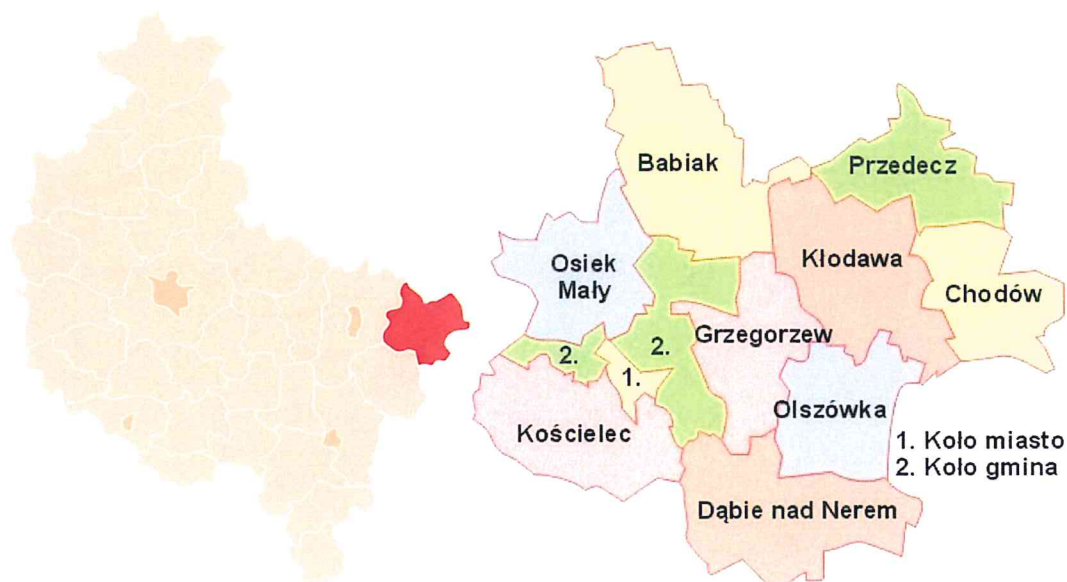 Babiak
Przedecz
Osiek
Mały
Kłodawa
Chodów
Grzegorzew
2.
2.
1.
Olszówka
Kościelec
1. Koło miasto
2. Koło gmina
Dąbie nad Nerem